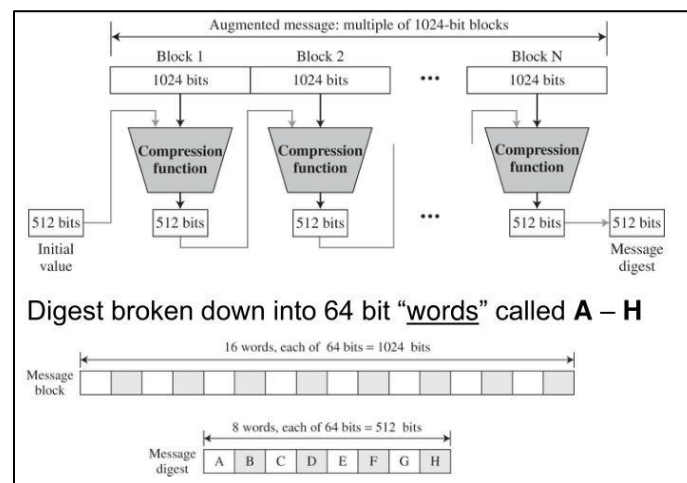 Augmented message: multiple of 1024-bit blocks
Block 1 Block 2 Block N
1024 bits 1024 bits ••• 1024 bits
Compression function Compression function Compression function
512 bits 512 bits 512 bits ••• 512 bits 512 bits
Initial value Message digest
Digest broken down into 64 bit “words” called A – H
16 words, each of 64 bits = 1024 bits
Message block
8 words, each of 64 bits = 512 bits
Message digest A B C D E F G H